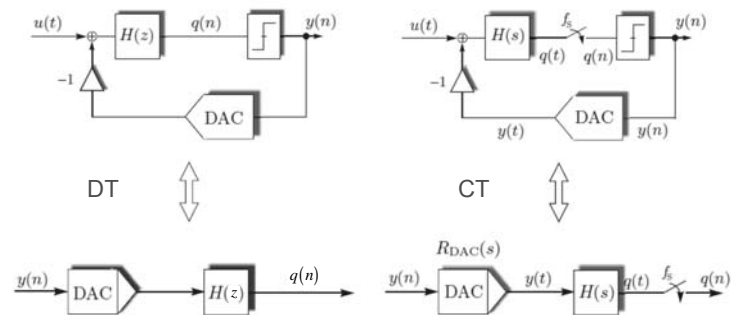 u(t) H(z) q(n) y(n)
-1
DAC
DT
y(n) DAC H(z) q(n)
u(t) H(s) q(t) f_s q(n) y(n)
-1
y(t) DAC y(n)
CT
R_DAC(s)
y(n) DAC y(t) H(s) q(t) f_s q(n)